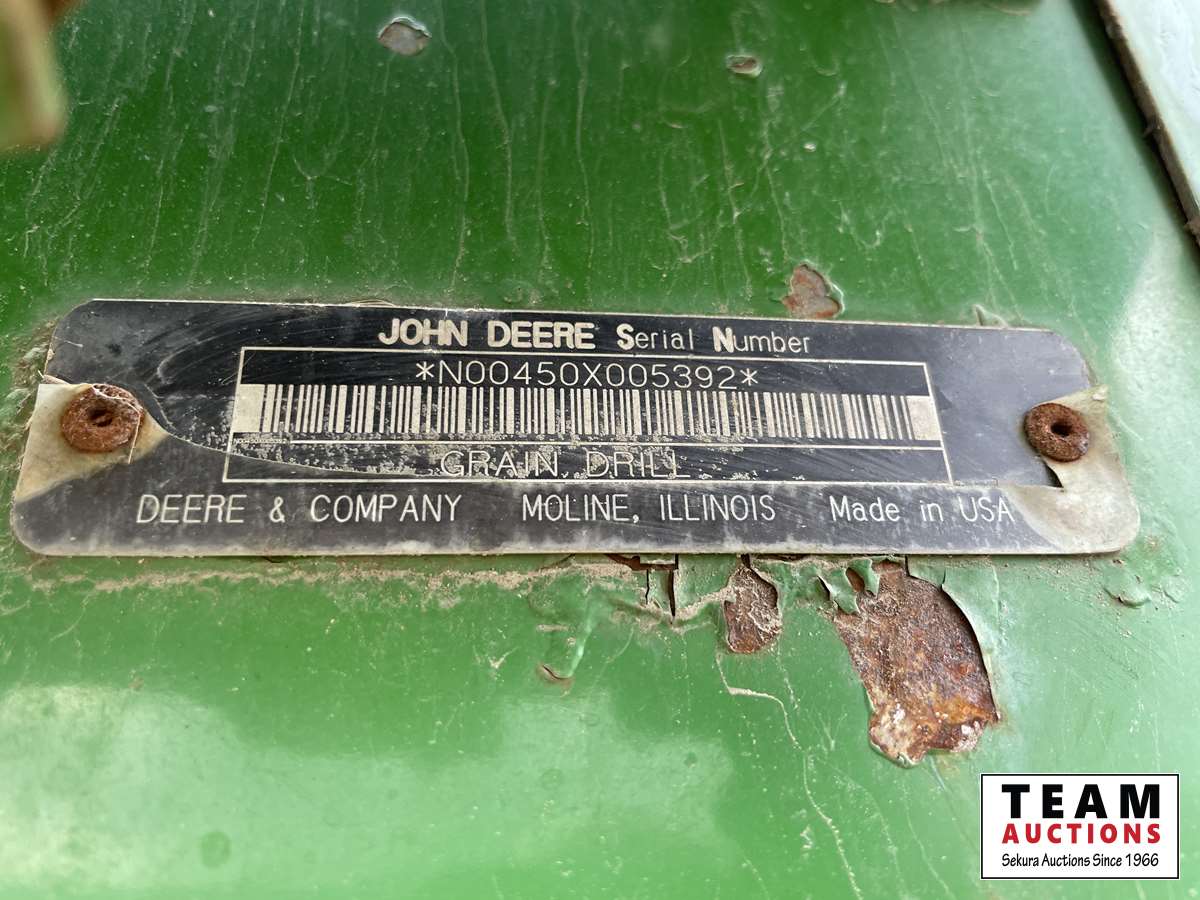 JOHN DEERE Serial Number
*N00450X005392*
N00450X005392
GRAIN DRILL
DEERE & COMPANY MOLINE, ILLINOIS Made in USA
TEAM
AUCTIONS
Sekura Auctions Since 1966